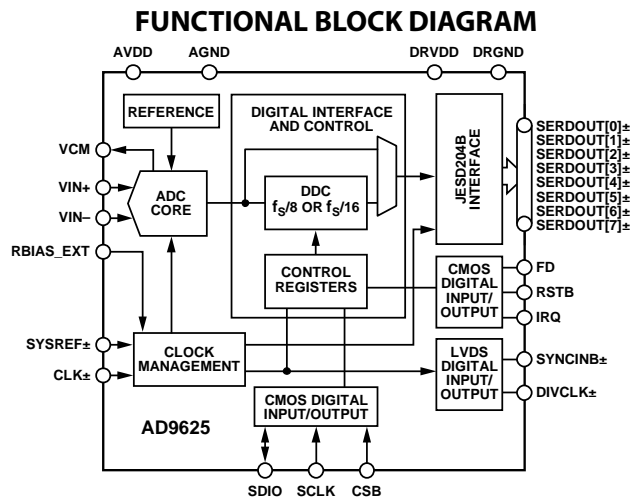 FUNCTIONAL BLOCK DIAGRAM
AVDD
AGND
DRVDD
DRGND
REFERENCE
DIGITAL INTERFACE
AND CONTROL
VCM
VIN+
VIN–
ADC
CORE
DDC
fS/8 OR fS/16
JESD204B
INTERFACE
SERDOUT[0]±
SERDOUT[1]±
SERDOUT[2]±
SERDOUT[3]±
SERDOUT[4]±
SERDOUT[5]±
SERDOUT[6]±
SERDOUT[7]±
RBIAS_EXT
CONTROL
REGISTERS
CMOS
DIGITAL
INPUT/
OUTPUT
FD
RSTB
IRQ
SYSREF±
CLK±
CLOCK
MANAGEMENT
LVDS
DIGITAL
INPUT/
OUTPUT
SYNCINB±
DIVCLK±
CMOS DIGITAL
INPUT/OUTPUT
AD9625
SDIO
SCLK
CSB